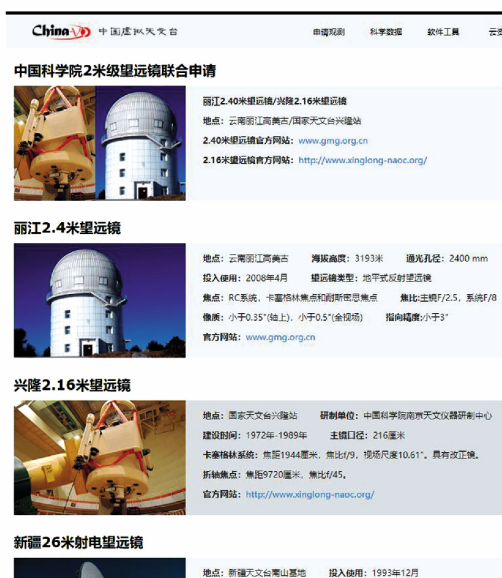 China-VO 中国虚拟天文台 申请观测 科学数据 软件工具 云资
中国科学院2米级望远镜联合申请
丽江2.40米望远镜/兴隆2.16米望远镜
地点：云南丽江高美古/国家天文台兴隆站
2.40米望远镜官方网站：www.gmg.org.cn
2.16米望远镜官方网站：http://www.xinglong-naoc.org/
丽江2.4米望远镜
地点：云南丽江高美古 海拔高度：3193米 通光孔径：2400 mm
投入使用：2008年4月 望远镜类型：地平式反射望远镜
焦点：RC系统，卡塞格林焦点和耐斯密思焦点 焦比:主镜F/2.5，系统F/8
像质：小于0.35"(轴上)，小于0.5"(全视场) 指向精度:小于3"
官方网站：www.gmg.org.cn
兴隆2.16米望远镜
地点：国家天文台兴隆站 研制单位：中国科学院南京天文仪器研制中心
建设时间：1972年-1989年 主镜口径：216厘米
卡塞格林系统：焦距1944厘米，焦比f/9，视场尺度10.61"。具有改正镜。
折轴焦点：焦距9720厘米，焦比f/45。
官方网站：http://www.xinglong-naoc.org/
新疆26米射电望远镜
地点：新疆天文台南山基地 投入使用：1993年12月